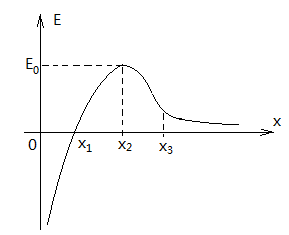 E
E₀
0
x₁ x₂ x₃ x